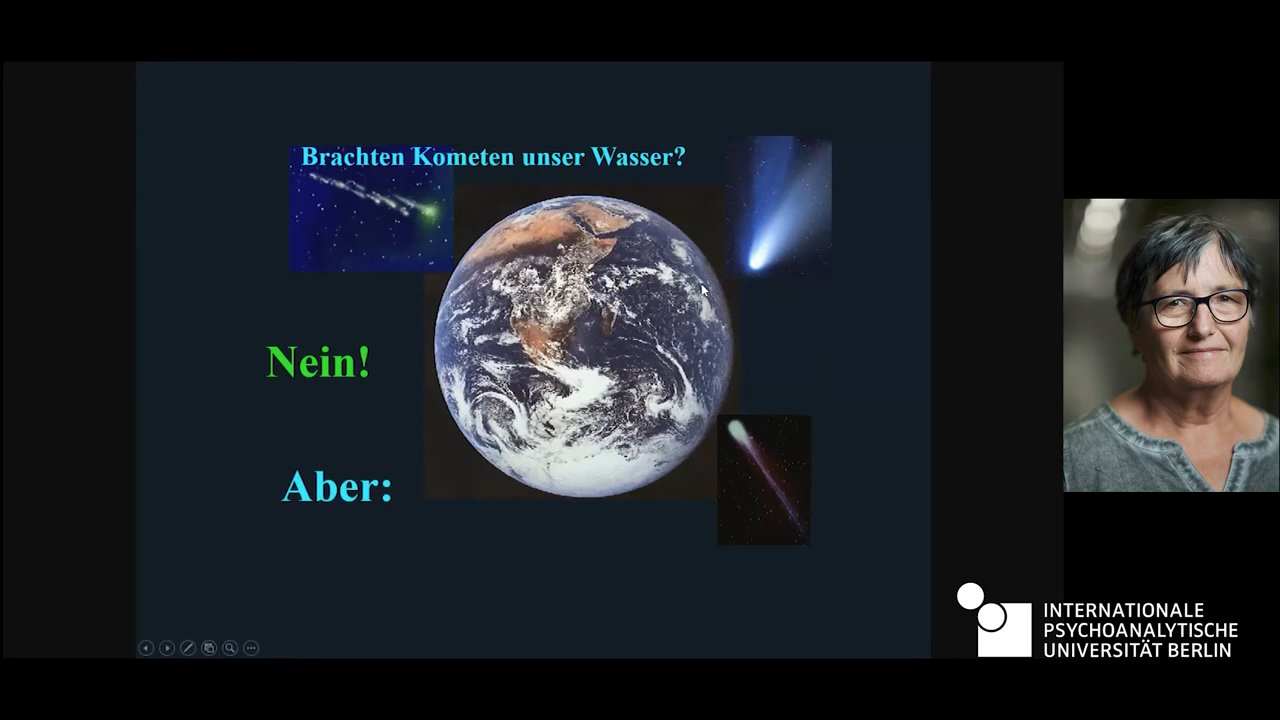 Brachten Kometen unser Wasser?
Nein!
Aber:
INTERNATIONALE
PSYCHOANALYTISCHE
UNIVERSITÄT BERLIN